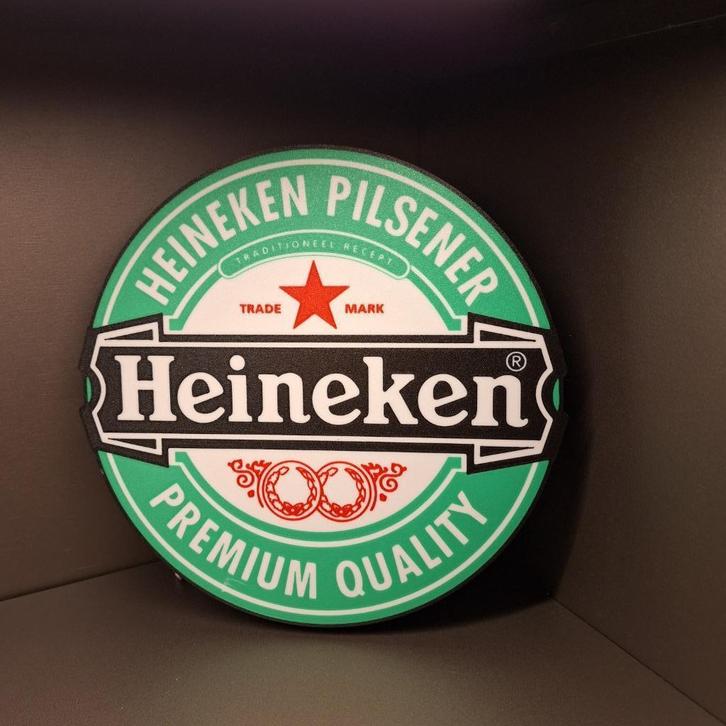 HEINEKEN PILSENER
TRADITIONEEL RECEPT
TRADE MARK
Heineken®
PREMIUM QUALITY